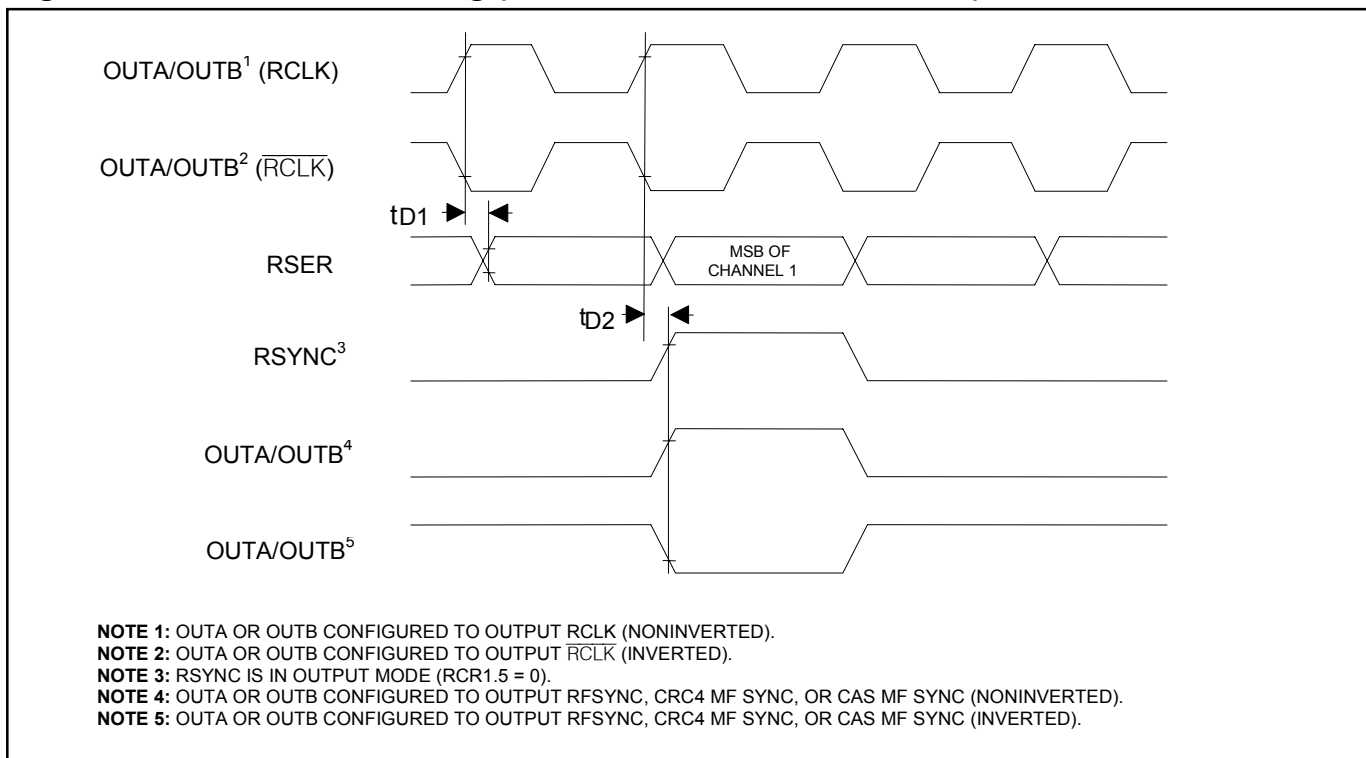 OUTA/OUTB¹ (RCLK)
OUTA/OUTB² (R̅C̅L̅K̅)
tD1
RSER
MSB OF
CHANNEL 1
tD2
RSYNC³
OUTA/OUTB⁴
OUTA/OUTB⁵
NOTE 1: OUTA OR OUTB CONFIGURED TO OUTPUT RCLK (NONINVERTED).
NOTE 2: OUTA OR OUTB CONFIGURED TO OUTPUT R̅C̅L̅K̅ (INVERTED).
NOTE 3: RSYNC IS IN OUTPUT MODE (RCR1.5 = 0).
NOTE 4: OUTA OR OUTB CONFIGURED TO OUTPUT RFSYNC, CRC4 MF SYNC, OR CAS MF SYNC (NONINVERTED).
NOTE 5: OUTA OR OUTB CONFIGURED TO OUTPUT RFSYNC, CRC4 MF SYNC, OR CAS MF SYNC (INVERTED).